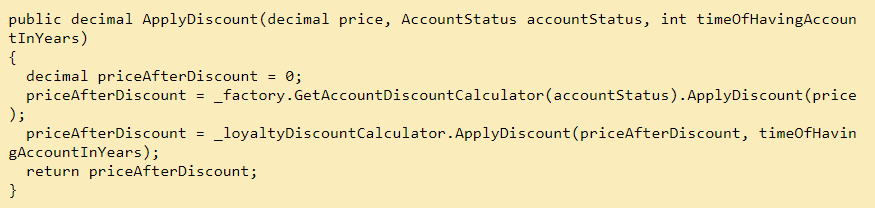 public decimal ApplyDiscount(decimal price, AccountStatus accountStatus, int timeOfHavingAccoun
tInYears)
{
  decimal priceAfterDiscount = 0;
  priceAfterDiscount = _factory.GetAccountDiscountCalculator(accountStatus).ApplyDiscount(price
);
  priceAfterDiscount = _loyaltyDiscountCalculator.ApplyDiscount(priceAfterDiscount, timeOfHavin
gAccountInYears);
  return priceAfterDiscount;
}